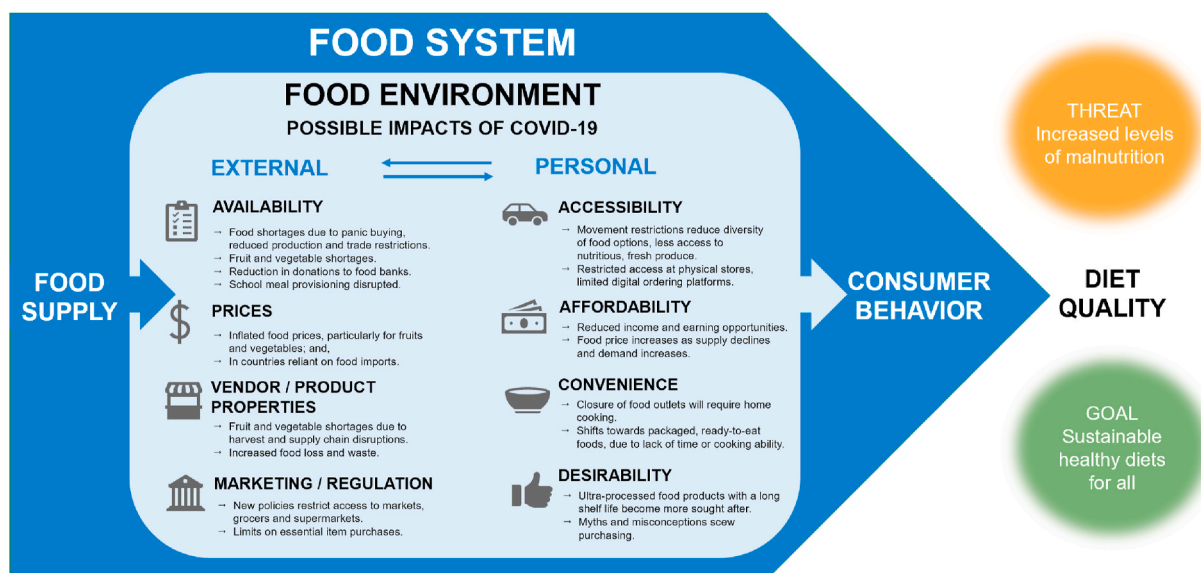 FOOD SYSTEM
FOOD ENVIRONMENT
POSSIBLE IMPACTS OF COVID-19
FOOD
SUPPLY
EXTERNAL
AVAILABILITY
→ Food shortages due to panic buying,
reduced production and trade restrictions.
→ Fruit and vegetable shortages.
→ Reduction in donations to food banks.
→ School meal provisioning disrupted.
PRICES
→ Inflated food prices, particularly for fruits
and vegetables; and,
→ In countries reliant on food imports.
VENDOR / PRODUCT
PROPERTIES
→ Fruit and vegetable shortages due to
harvest and supply chain disruptions.
→ Increased food loss and waste.
MARKETING / REGULATION
→ New policies restrict access to markets,
grocers and supermarkets.
→ Limits on essential item purchases.
PERSONAL
ACCESSIBILITY
→ Movement restrictions reduce diversity
of food options, less access to
nutritious, fresh produce.
→ Restricted access at physical stores,
limited digital ordering platforms.
AFFORDABILITY
→ Reduced income and earning opportunities.
→ Food price increases as supply declines
and demand increases.
CONVENIENCE
→ Closure of food outlets will require home
cooking.
→ Shifts towards packaged, ready-to-eat
foods, due to lack of time or cooking ability.
DESIRABILITY
→ Ultra-processed food products with a long
shelf life become more sought after.
→ Myths and misconceptions scew
purchasing.
CONSUMER
BEHAVIOR
THREAT
Increased levels
of malnutrition
DIET
QUALITY
GOAL
Sustainable
healthy diets
for all